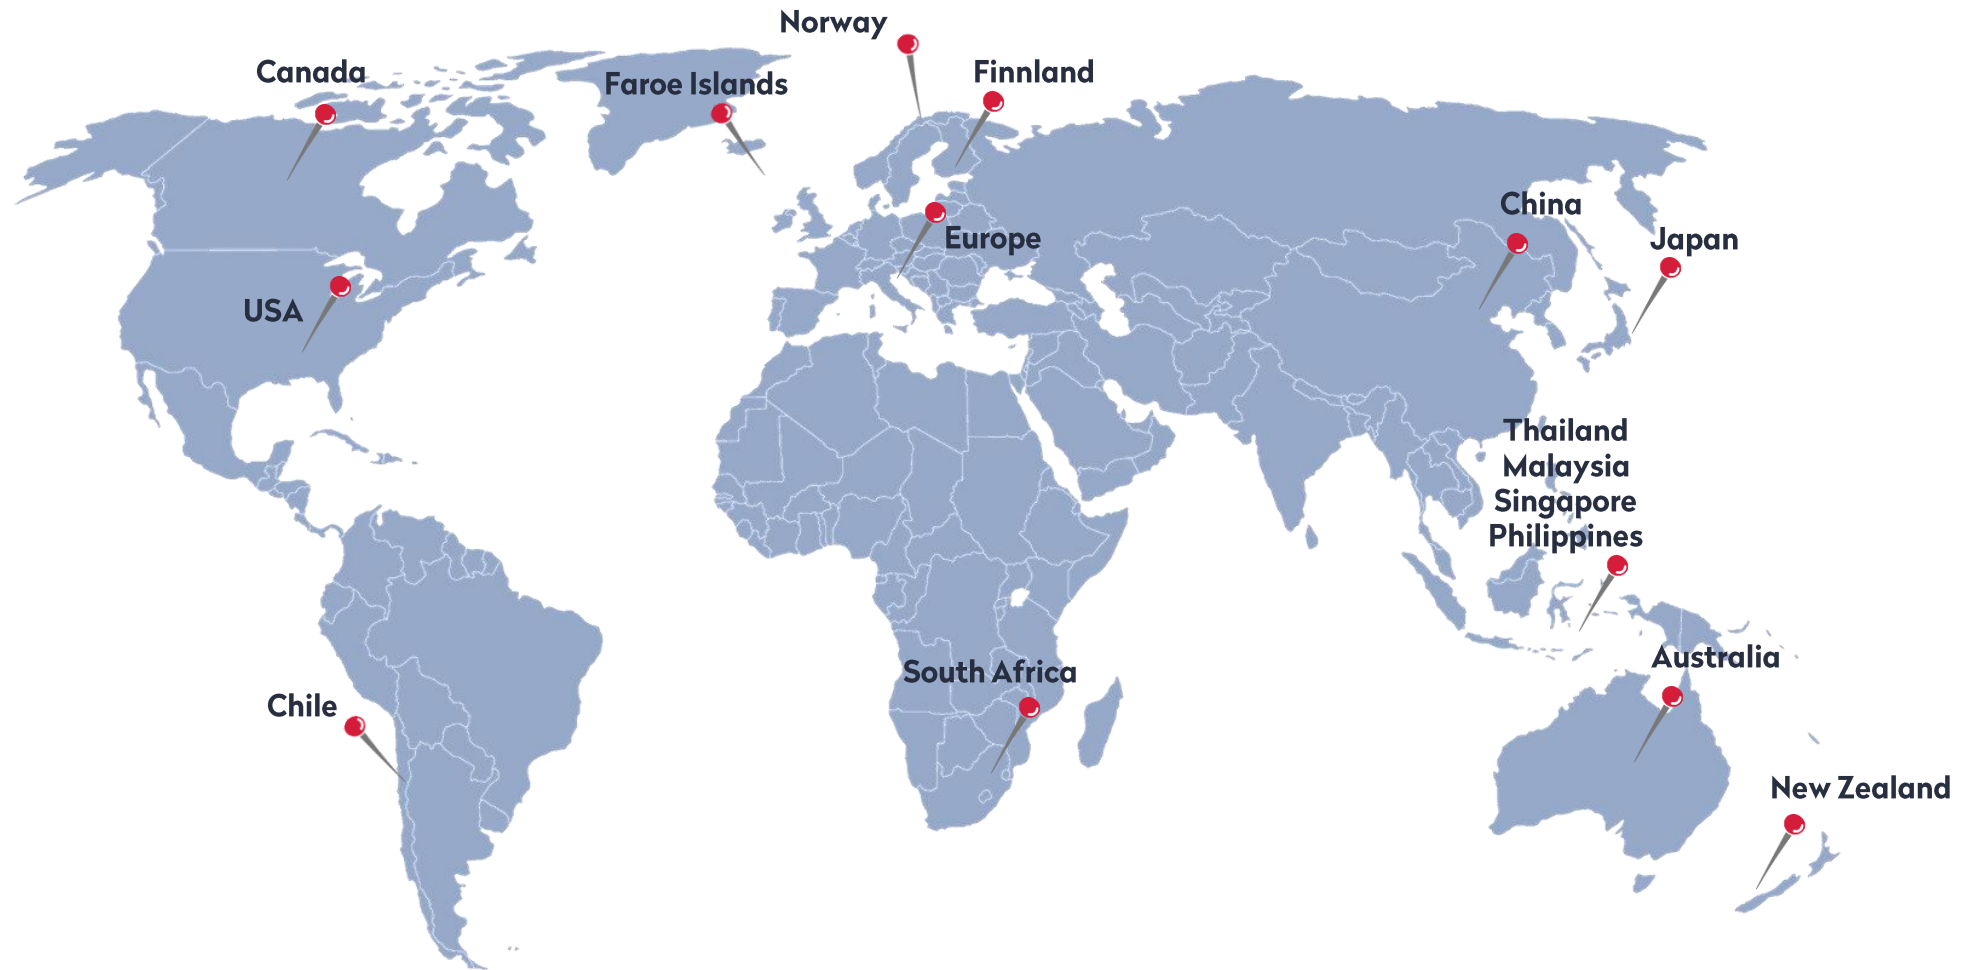 Norway
Canada
Faroe Islands
Finnland
China
Europe
Japan
USA
Thailand
Malaysia
Singapore
Philippines
Australia
South Africa
Chile
New Zealand